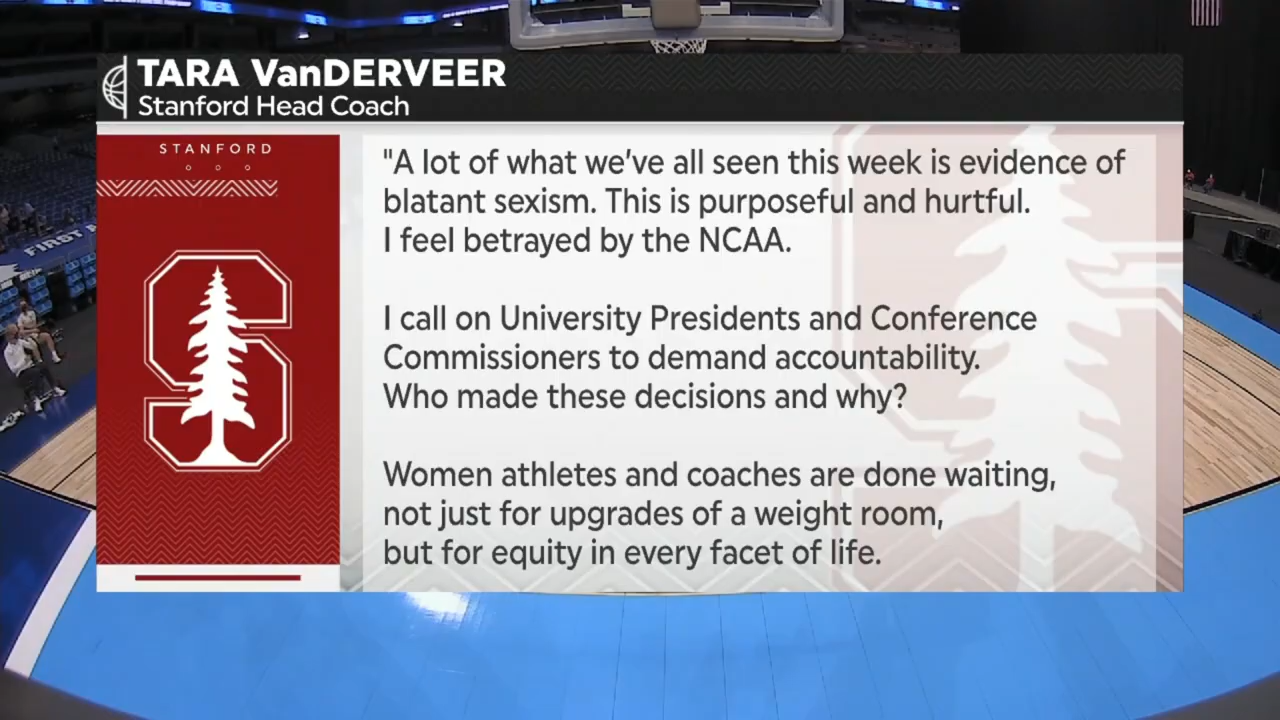 TARA VanDERVEER
Stanford Head Coach
STANFORD
"A lot of what we've all seen this week is evidence of
blatant sexism. This is purposeful and hurtful.
I feel betrayed by the NCAA.
I call on University Presidents and Conference
Commissioners to demand accountability.
Who made these decisions and why?
Women athletes and coaches are done waiting,
not just for upgrades of a weight room,
but for equity in every facet of life.
FIRST